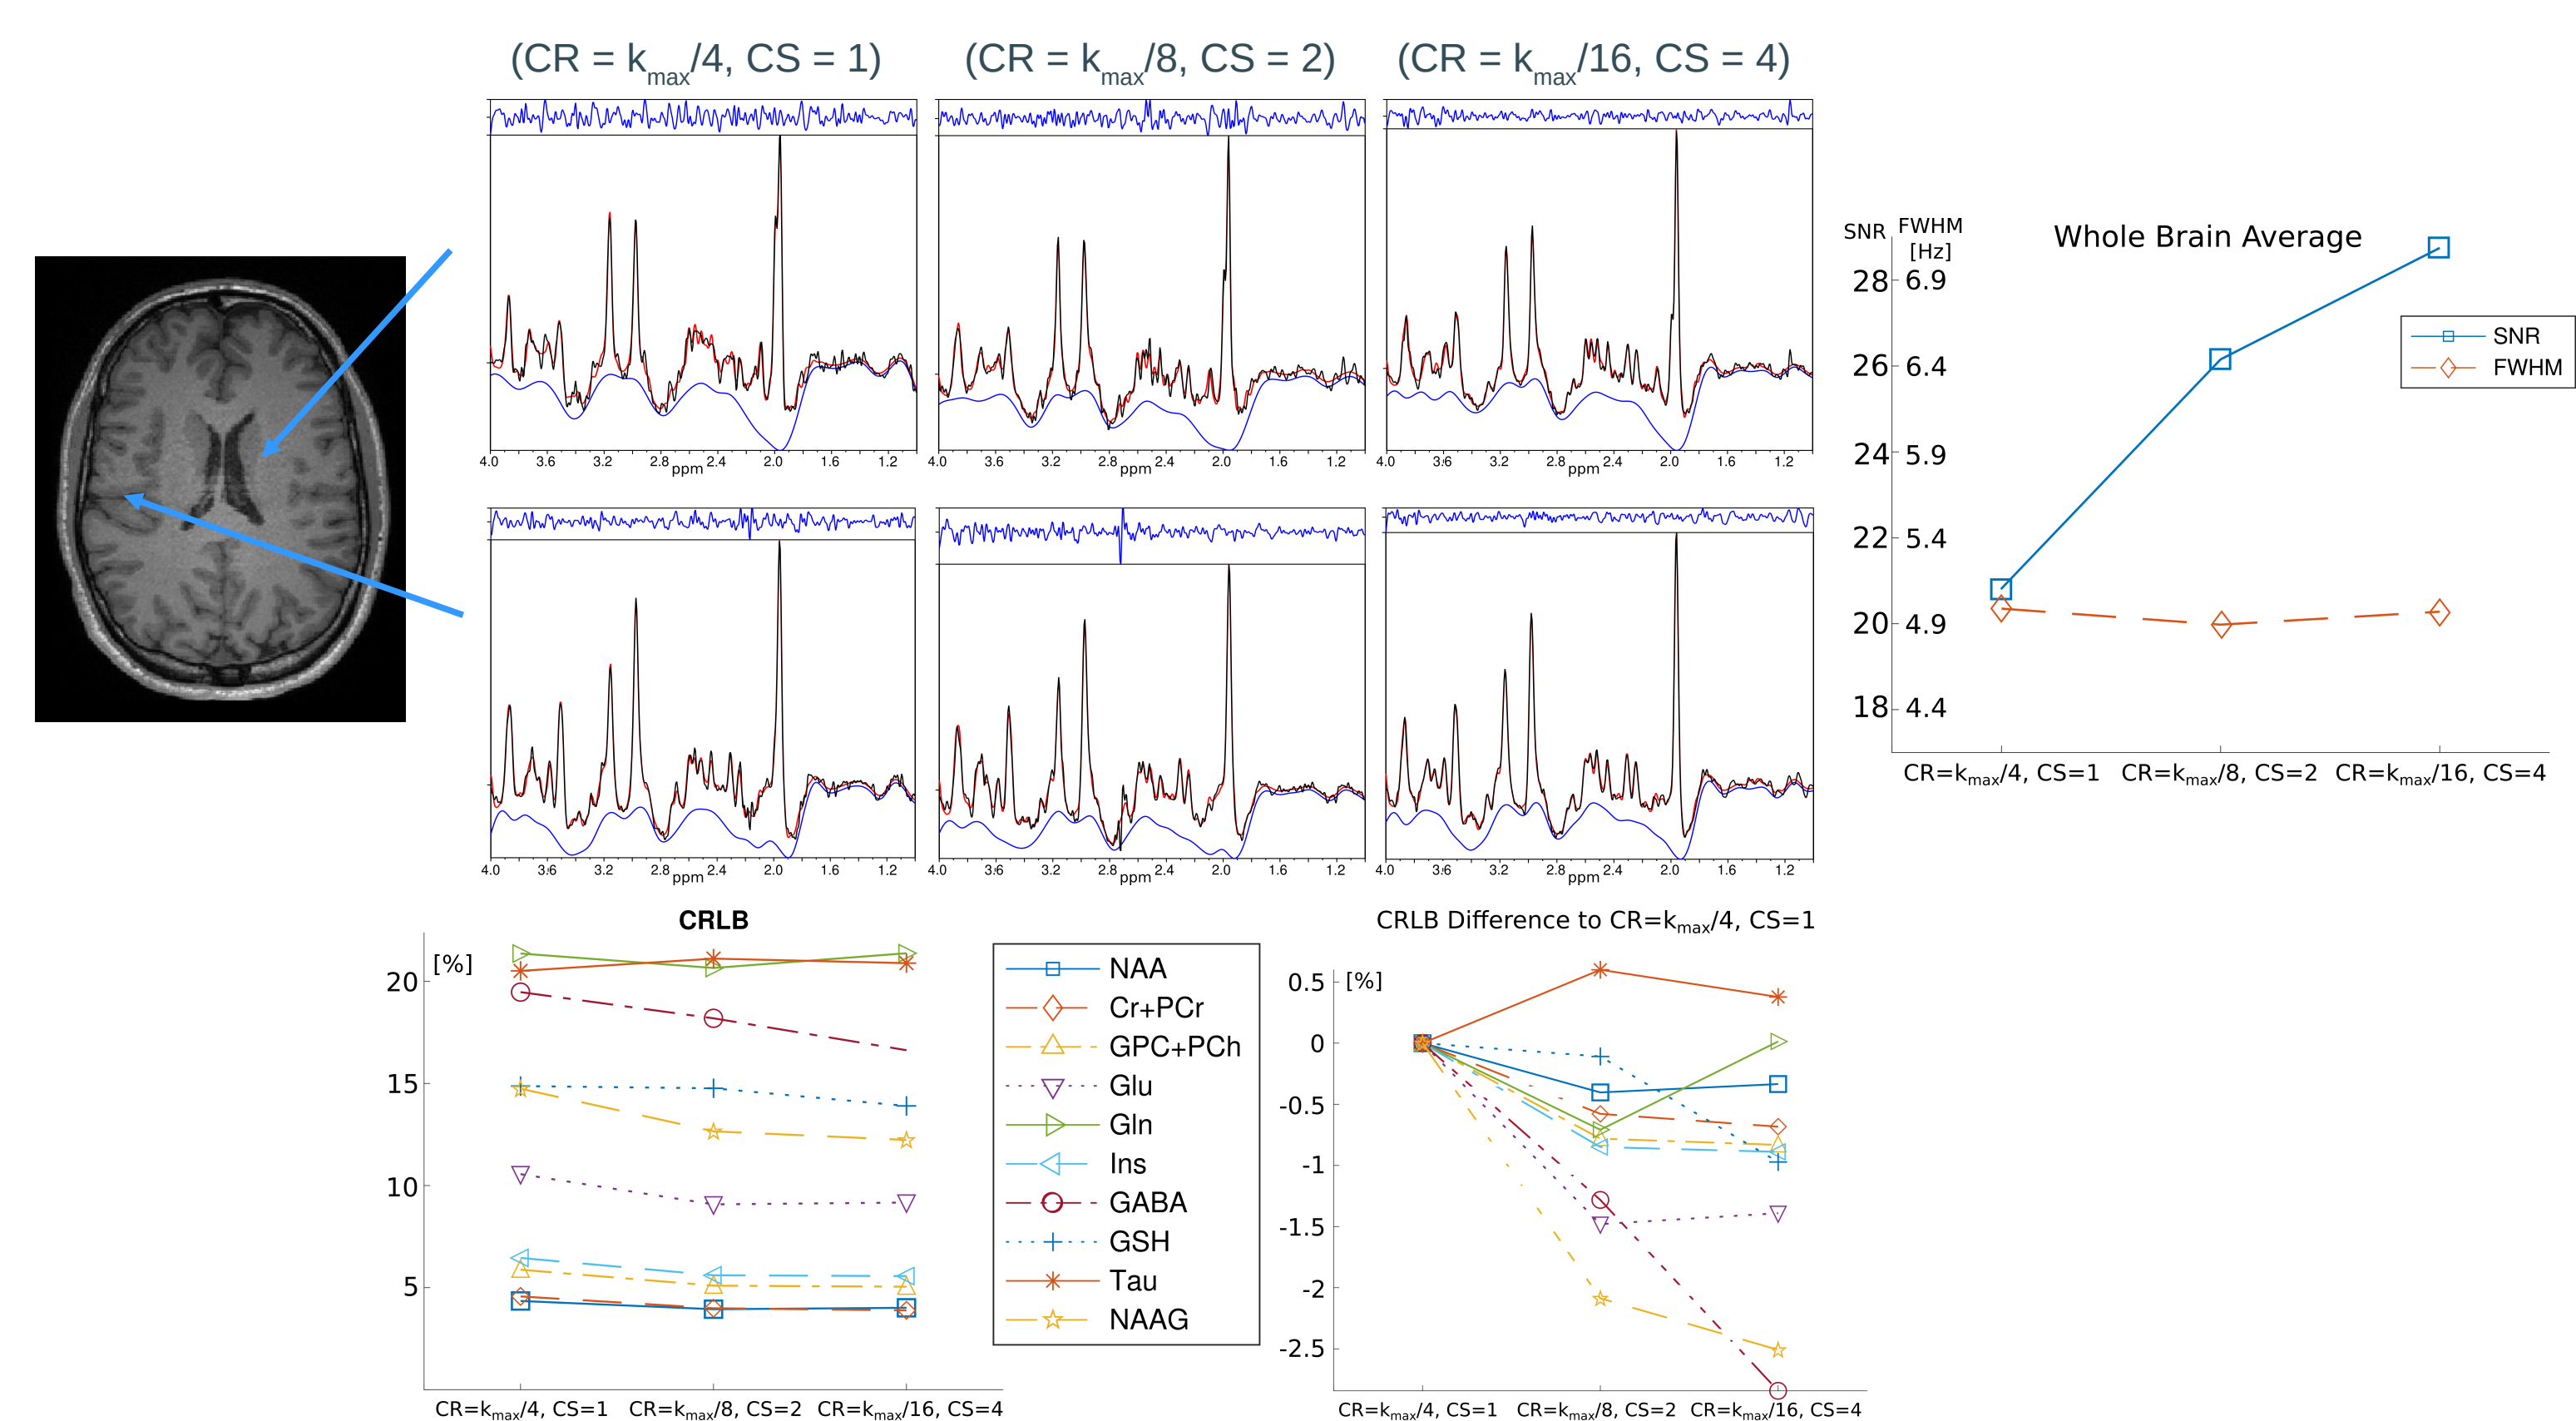 (CR = kmax/4, CS = 1)
(CR = kmax/8, CS = 2)
(CR = kmax/16, CS = 4)
4.0 3.6 3.2 2.8 2.4 2.0 1.6 1.2
ppm
4.0 3.6 3.2 2.8 2.4 2.0 1.6 1.2
ppm
4.0 3.6 3.2 2.8 2.4 2.0 1.6 1.2
ppm
4.0 3.6 3.2 2.8 2.4 2.0 1.6 1.2
ppm
4.0 3.6 3.2 2.8 2.4 2.0 1.6 1.2
ppm
4.0 3.6 3.2 2.8 2.4 2.0 1.6 1.2
ppm
Whole Brain Average
SNR FWHM
[Hz]
28 6.9
26 6.4
24 5.9
22 5.4
20 4.9
18 4.4
SNR
FWHM
CR=kmax/4, CS=1 CR=kmax/8, CS=2 CR=kmax/16, CS=4
CRLB
[%]
20
15
10
5
CR=kmax/4, CS=1 CR=kmax/8, CS=2 CR=kmax/16, CS=4
NAA
Cr+PCr
GPC+PCh
Glu
Gln
Ins
GABA
GSH
Tau
NAAG
CRLB Difference to CR=kmax/4, CS=1
[%]
0.5
0
-0.5
-1
-1.5
-2
-2.5
CR=kmax/4, CS=1 CR=kmax/8, CS=2 CR=kmax/16, CS=4